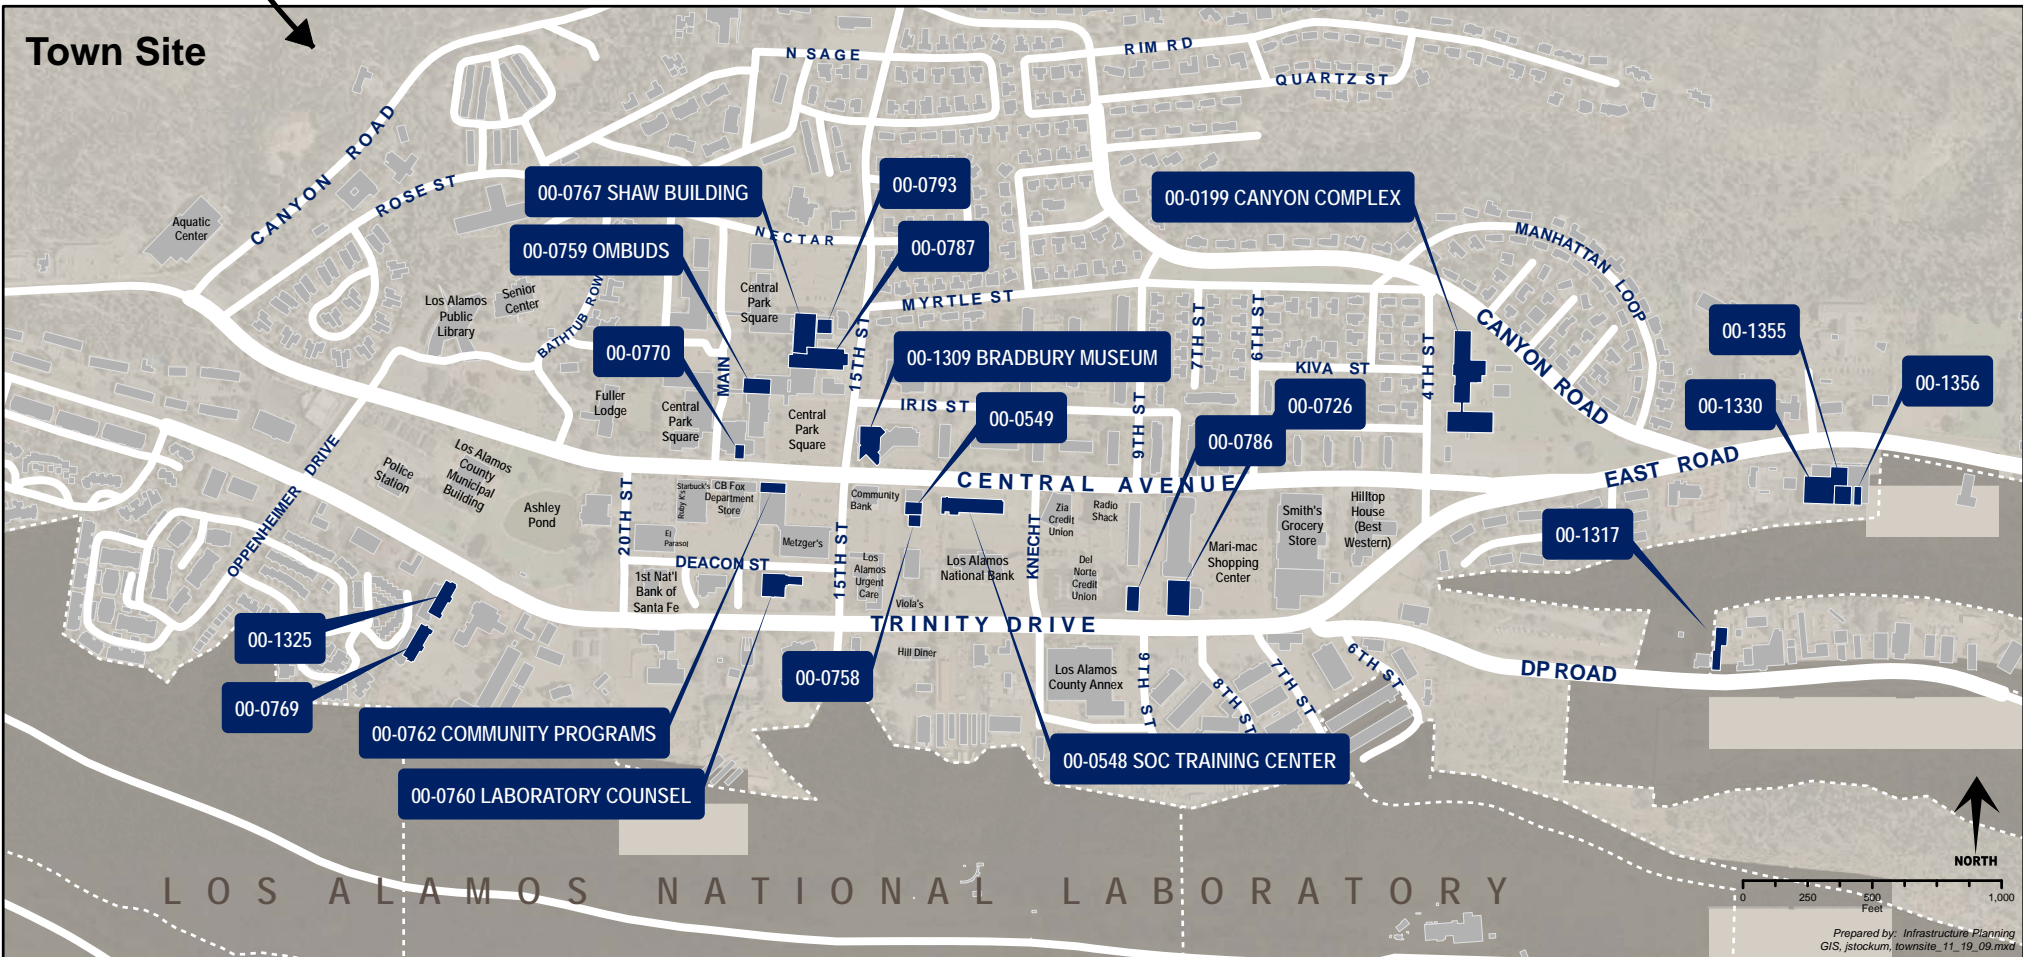 Town Site
N SAGE
RIM RD
QUARTZ ST
CANYON ROAD
ROSE ST
00-0767 SHAW BUILDING
00-0793
00-0199 CANYON COMPLEX
Aquatic
Center
NECTAR
00-0787
00-0759 OMBUDS
MANHATTAN LOOP
Los Alamos
Public
Library
Senior
Center
BATHTUB ROW
Central
Park
Square
MYRTLE ST
15TH ST
7TH ST
6TH ST
4TH ST
CANYON ROAD
00-1355
00-0770
MAIN
00-1309 BRADBURY MUSEUM
KIVA ST
00-1356
Fuller
Lodge
Central
Park
Square
Central
Park
Square
IRIS ST
00-0549
9TH ST
00-0726
00-1330
00-0786
OPPENHEIMER DRIVE
Police
Station
Los Alamos
County
Municipal
Building
Ashley
Pond
20TH ST
Starbuck's
Ruby K's
CB Fox
Department
Store
Community
Bank
CENTRAL AVENUE
EAST ROAD
Zia
Credit
Union
Radio
Shack
Smith's
Grocery
Store
Hilltop
House
(Best
Western)
00-1317
El
Parasol
Metzger's
15TH ST
KNECHT
DEACON ST
1st Nat'l
Bank of
Santa Fe
Los
Alamos
Urgent
Care
Los Alamos
National Bank
Del
Norte
Credit
Union
Mari-mac
Shopping
Center
Viola's
TRINITY DRIVE
00-1325
Hill Diner
00-0758
Los Alamos
County Annex
9TH ST
8TH ST
7TH ST
6TH ST
DP ROAD
00-0769
00-0762 COMMUNITY PROGRAMS
00-0548 SOC TRAINING CENTER
00-0760 LABORATORY COUNSEL
LOS ALAMOS NATIONAL LABORATORY
NORTH
0 250 500 1,000
Feet
Prepared by: Infrastructure Planning
GIS, jstockum, townsite_11_19_09.mxd